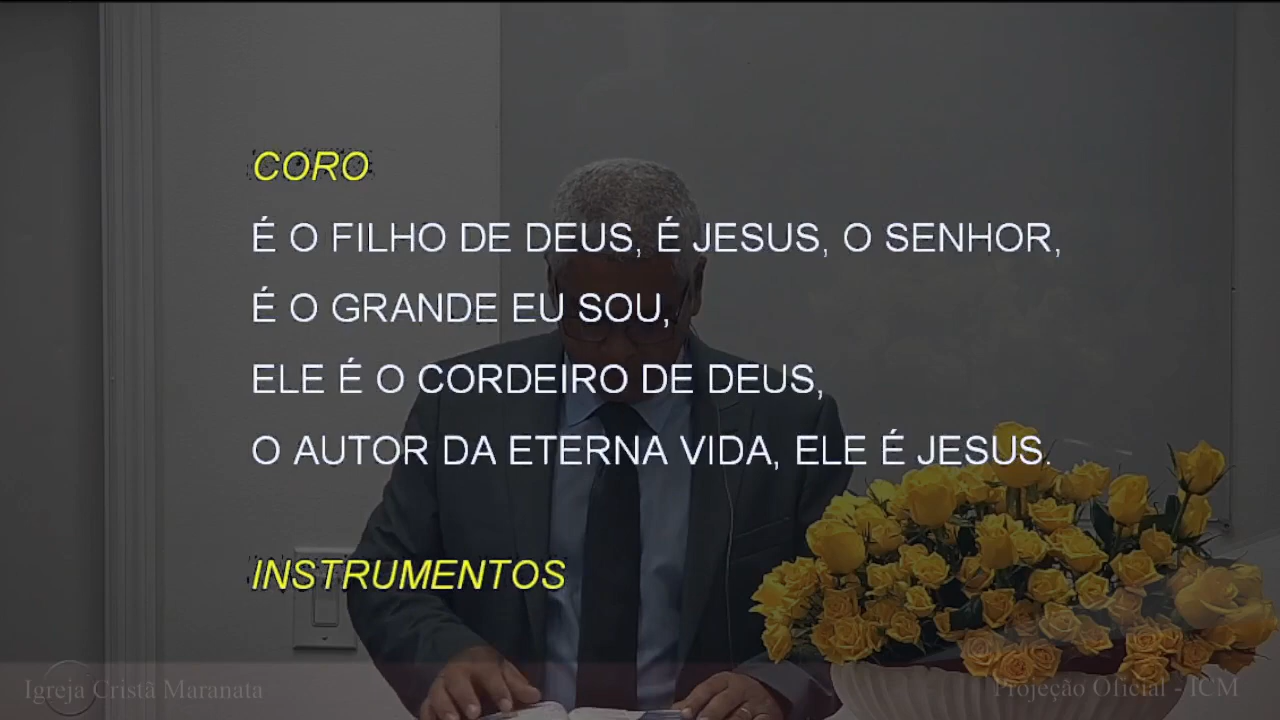 CORO
É O FILHO DE DEUS, É JESUS, O SENHOR,
É O GRANDE EU SOU,
ELE É O CORDEIRO DE DEUS,
O AUTOR DA ETERNA VIDA, ELE É JESUS.
INSTRUMENTOS
Igreja Cristã Maranata
Projeção Oficial - ICM